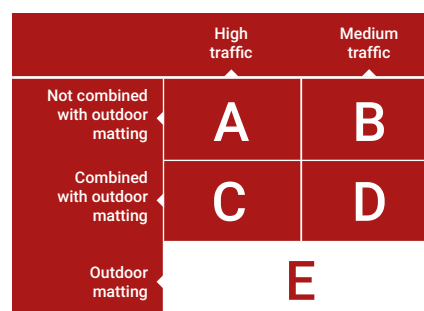 High
traffic
Medium
traffic
Not combined
with outdoor
matting
A
B
Combined
with outdoor
matting
C
D
Outdoor
matting
E